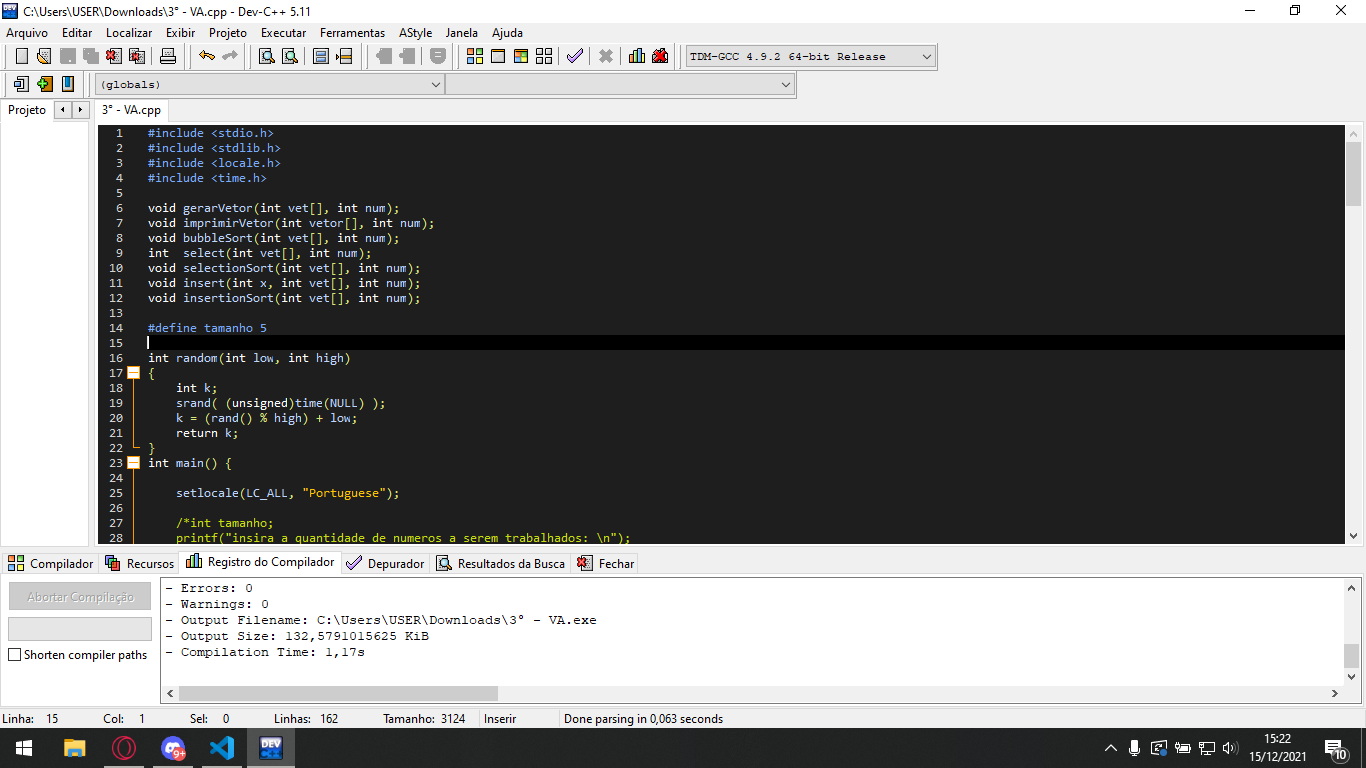 C:\Users\USER\Downloads\3° - VA.cpp - Dev-C++ 5.11
Arquivo Editar Localizar Exibir Projeto Executar Ferramentas AStyle Janela Ajuda
TDM-GCC 4.9.2 64-bit Release
(globals)
Projeto 3° - VA.cpp
1 #include <stdio.h>
2 #include <stdlib.h>
3 #include <locale.h>
4 #include <time.h>
5
6 void gerarVetor(int vet[], int num);
7 void imprimirVetor(int vetor[], int num);
8 void bubbleSort(int vet[], int num);
9 int  select(int vet[], int num);
10 void selectionSort(int vet[], int num);
11 void insert(int x, int vet[], int num);
12 void insertionSort(int vet[], int num);
13
14 #define tamanho 5
15
16 int random(int low, int high)
17 {
18 int k;
19 srand( (unsigned)time(NULL) );
20 k = (rand() % high) + low;
21 return k;
22 }
23 int main() {
24
25 setlocale(LC_ALL, "Portuguese");
26
27 /*int tamanho;
28 printf("insira a quantidade de numeros a serem trabalhados: \n");
Compilador Recursos Registro do Compilador Depurador Resultados da Busca Fechar
Abortar Compilação
Shorten compiler paths
- Errors: 0
- Warnings: 0
- Output Filename: C:\Users\USER\Downloads\3° - VA.exe
- Output Size: 132,5791015625 KiB
- Compilation Time: 1,17s
Linha: 15 Col: 1 Sel: 0 Linhas: 162 Tamanho: 3124 Inserir Done parsing in 0,063 seconds
9+
DEV
15:22
15/12/2021
10